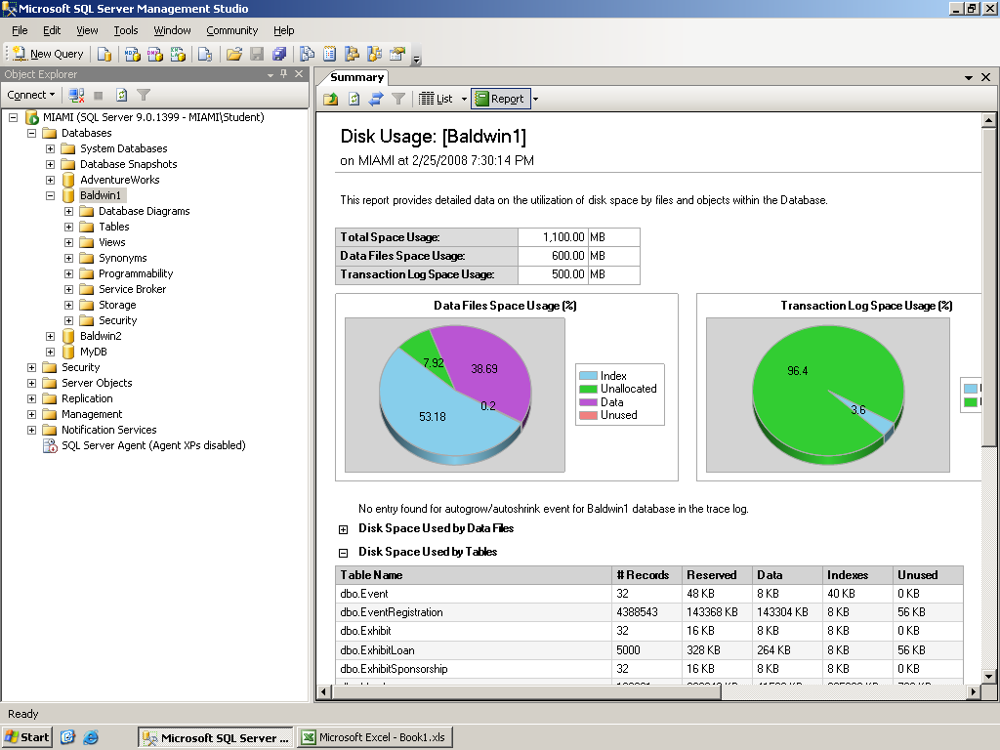 Microsoft SQL Server Management Studio
File Edit View Tools Window Community Help
New Query
Object Explorer
Connect
MIAMI (SQL Server 9.0.1399 - MIAMI\Student)
Databases
System Databases
Database Snapshots
AdventureWorks
Baldwin1
Database Diagrams
Tables
Views
Synonyms
Programmability
Service Broker
Storage
Security
Baldwin2
MyDB
Security
Server Objects
Replication
Management
Notification Services
SQL Server Agent (Agent XPs disabled)
Summary
List Report
Disk Usage: [Baldwin1]
on MIAMI at 2/25/2008 7:30:14 PM
This report provides detailed data on the utilization of disk space by files and objects within the Database.
Total Space Usage: 1,100.00 MB
Data Files Space Usage: 600.00 MB
Transaction Log Space Usage: 500.00 MB
Data Files Space Usage (%)
7.92
38.69
0.2
53.18
Index
Unallocated
Data
Unused
Transaction Log Space Usage (%)
96.4
3.6
No entry found for autogrow/autoshrink event for Baldwin1 database in the trace log.
Disk Space Used by Data Files
Disk Space Used by Tables
Table Name # Records Reserved Data Indexes Unused
dbo.Event 32 48 KB 8 KB 40 KB 0 KB
dbo.EventRegistration 4388543 143368 KB 143304 KB 8 KB 56 KB
dbo.Exhibit 32 16 KB 8 KB 8 KB 0 KB
dbo.ExhibitLoan 5000 328 KB 264 KB 8 KB 56 KB
dbo.ExhibitSponsorship 32 16 KB 8 KB 8 KB 0 KB
Ready
Start
Microsoft SQL Server ...
Microsoft Excel - Book1.xls